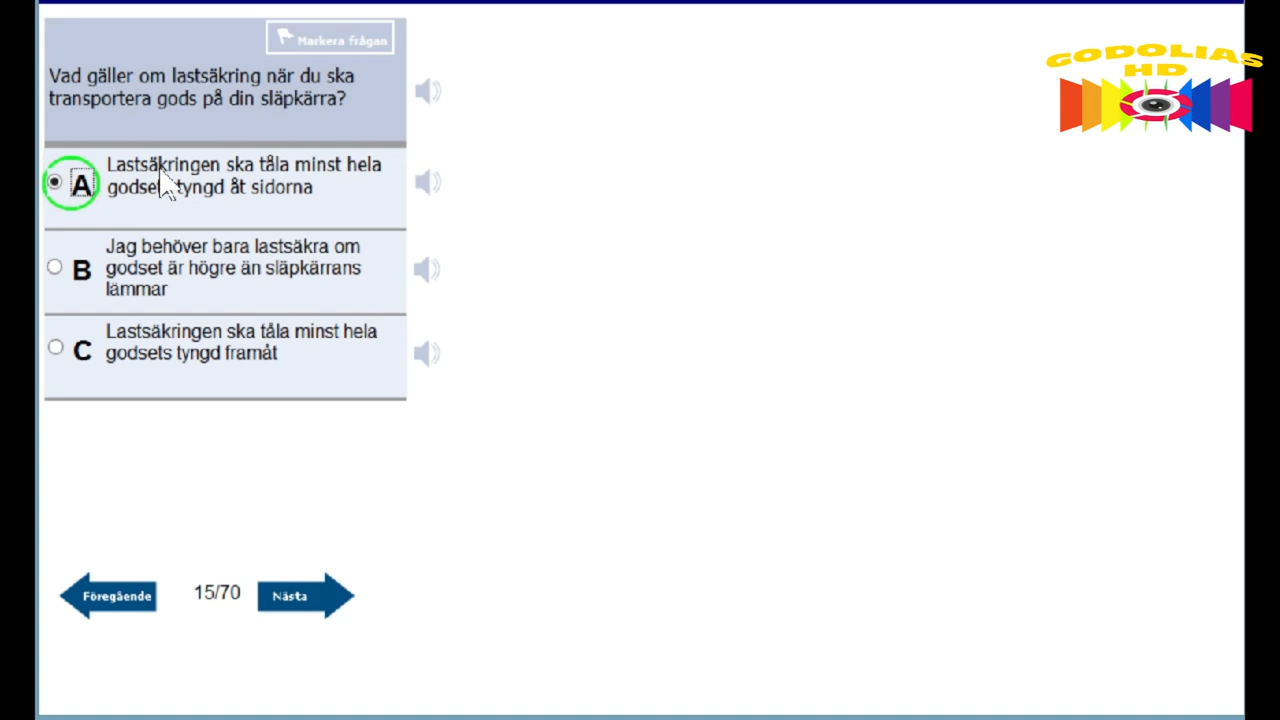 Markera frågan
Vad gäller om lastsäkring när du ska
transportera gods på din släpkärra?
A
Lastsäkringen ska tåla minst hela
godsets tyngd åt sidorna
B
Jag behöver bara lastsäkra om
godset är högre än släpkärrans
lämmar
C
Lastsäkringen ska tåla minst hela
godsets tyngd framåt
Föregående
15/70
Nästa
GODOLIAS
HD